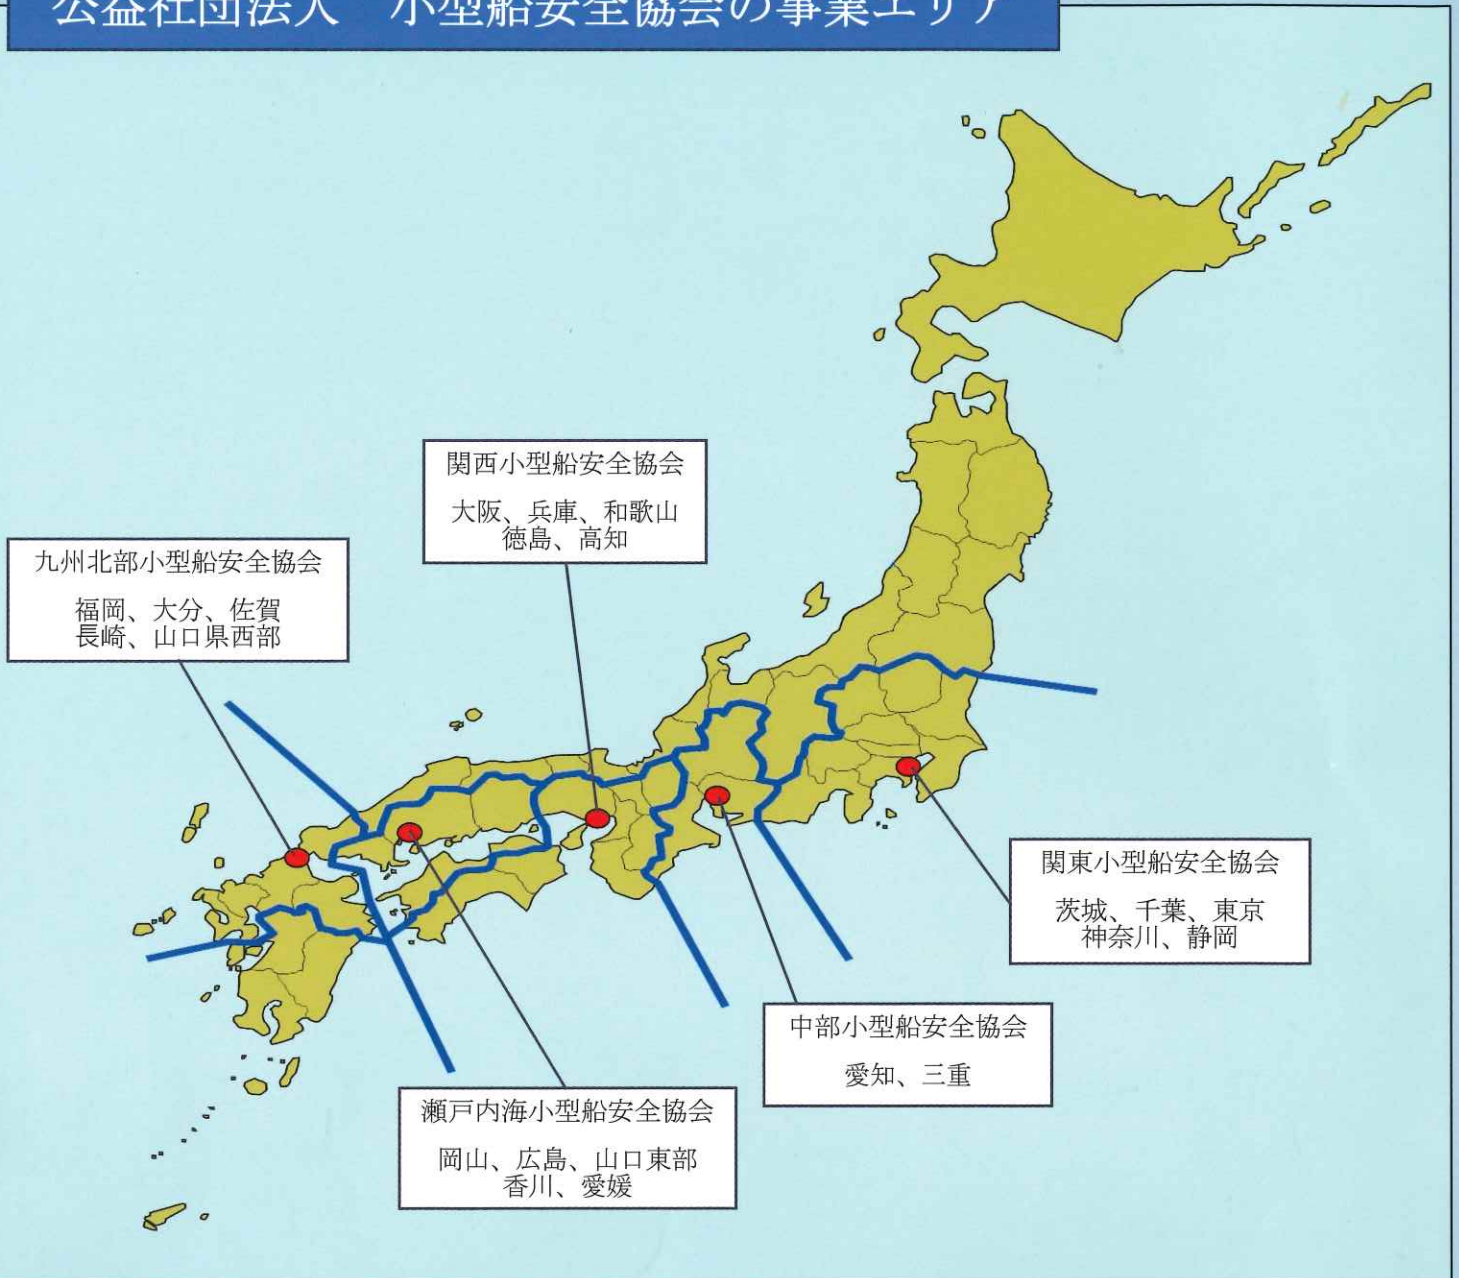 公益社団法人　小型船安全協会の事業エリア
関西小型船安全協会
大阪、兵庫、和歌山
徳島、高知
九州北部小型船安全協会
福岡、大分、佐賀
長崎、山口県西部
関東小型船安全協会
茨城、千葉、東京
神奈川、静岡
中部小型船安全協会
愛知、三重
瀬戸内海小型船安全協会
岡山、広島、山口東部
香川、愛媛